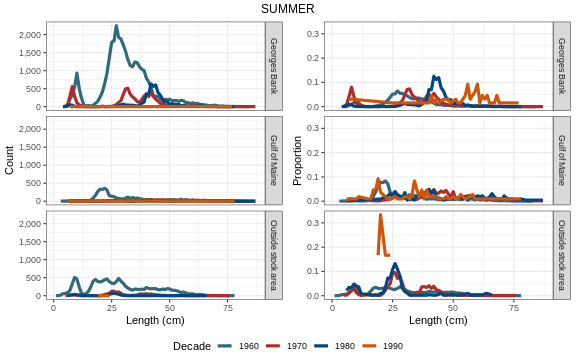 SUMMER
2,000
1,500
1,000
500
0
Georges Bank
0.3
0.2
0.1
0.0
Georges Bank
Count
2,000
1,500
1,000
500
0
Gulf of Maine
Proportion
0.3
0.2
0.1
0.0
Gulf of Maine
2,000
1,500
1,000
500
0
Outside stock area
0.3
0.2
0.1
0.0
Outside stock area
0 25 50 75
0 25 50 75
Length (cm)
Length (cm)
Decade 1960 1970 1980 1990